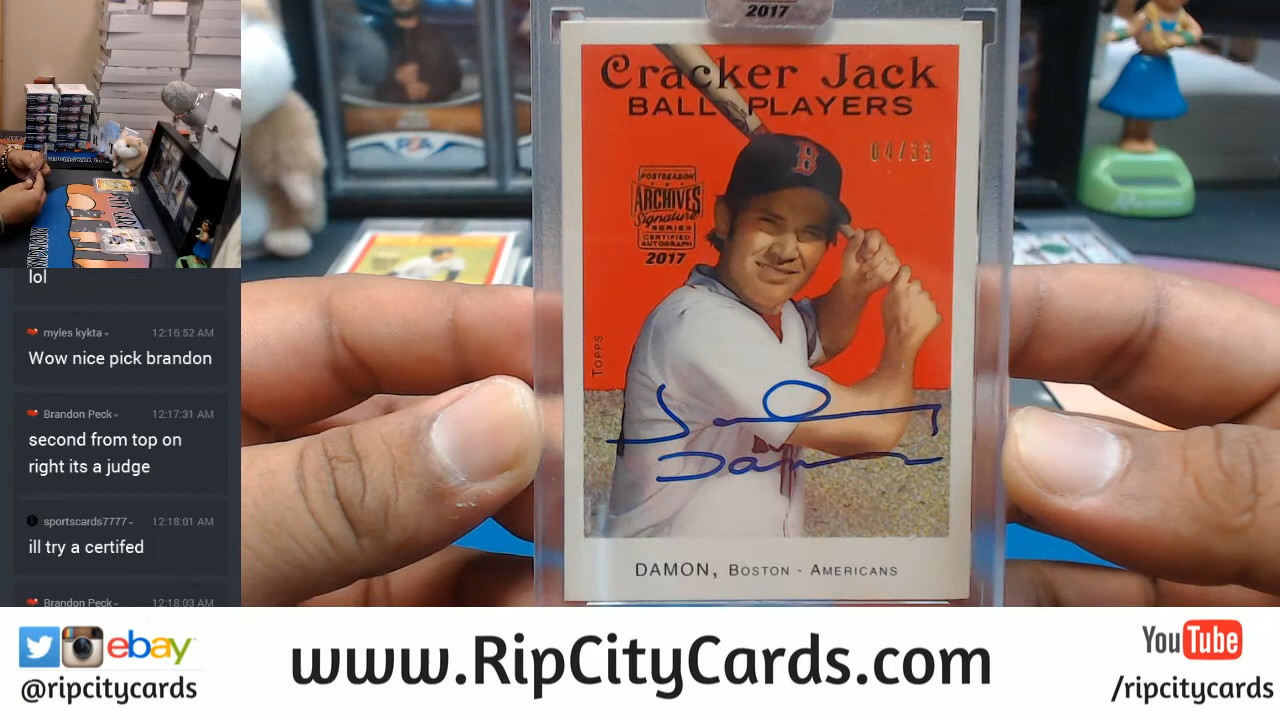 2017
Cracker Jack
BALL PLAYERS
04/33
POSTSEASON
ARCHIVES
Signature
SERIES
CERTIFIED
AUTOGRAPH
2017
TOPPS
DAMON, BOSTON - AMERICANS
PSA
lol
myles kykta
12:16:52 AM
Wow nice pick brandon
Brandon Peck
12:17:31 AM
second from top on
right its a judge
sportscards7777
12:18:01 AM
ill try a certifed
Brandon Peck
12:18:03 AM
ebay
@ripcitycards
www.RipCityCards.com
YouTube
/ripcitycards